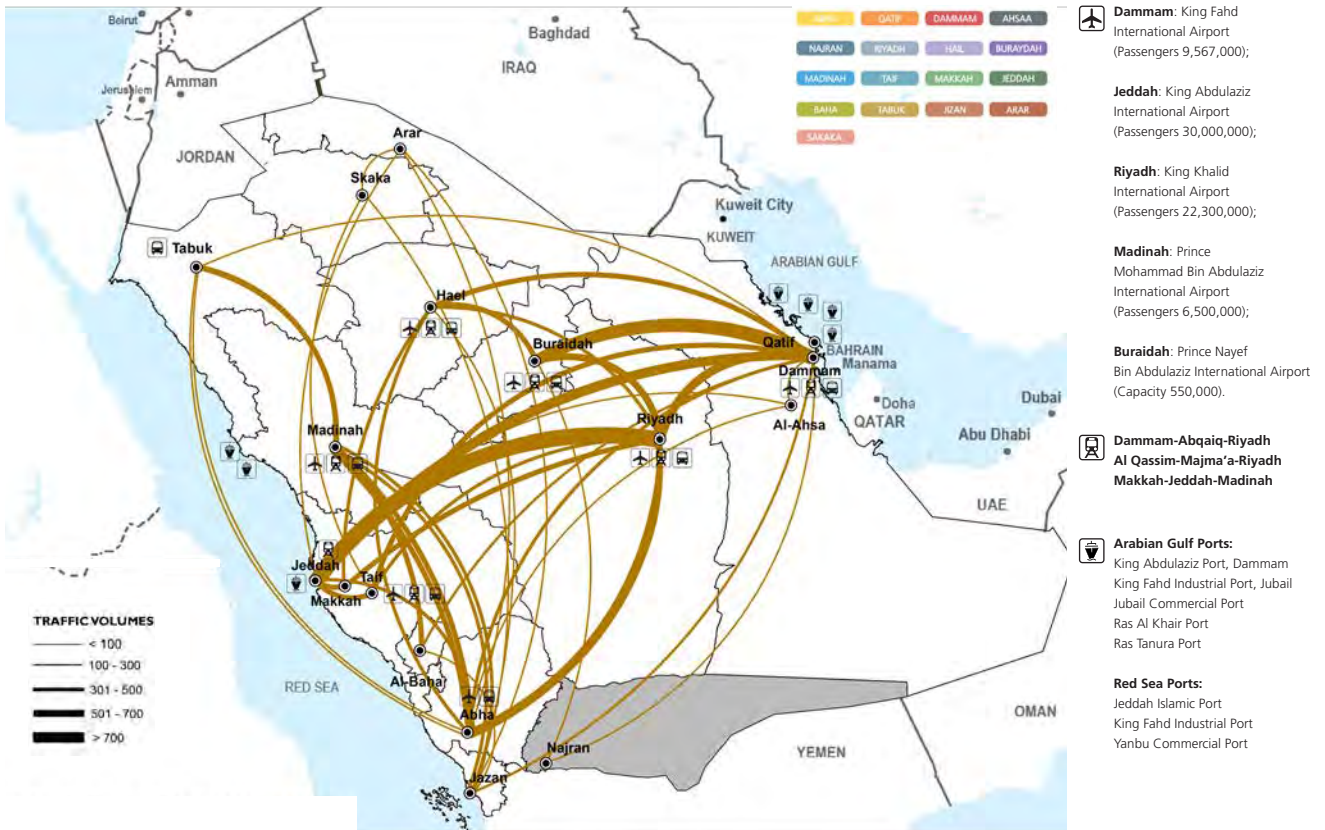 Beirut
Baghdad
IRAQ
Amman
Jerusalem
JORDAN
Arar
Skaka
Kuweit City
KUWEIT
Tabuk
ARABIAN GULF
Hael
Buraidah
Qatif
BAHRAIN
Manama
Dammam
Doha
QATAR
Dubai
Al-Ahsa
Abu Dhabi
Riyadh
Madinah
UAE
Jeddah
Taif
Makkah
RED SEA
Al-Baha
Abha
OMAN
Najran
YEMEN
Jazan
TRAFFIC VOLUMES
< 100
100 - 300
301 - 500
501 - 700
> 700
QATIF DAMMAM AHSAA
NAJRAN RIYADH HAIL BURAYDAH
MADINAH TAIF MAKKAH JEDDAH
BAHA TABUK JIZAN ARAR
SAKAKA
Dammam: King Fahd
International Airport
(Passengers 9,567,000);
Jeddah: King Abdulaziz
International Airport
(Passengers 30,000,000);
Riyadh: King Khalid
International Airport
(Passengers 22,300,000);
Madinah: Prince
Mohammad Bin Abdulaziz
International Airport
(Passengers 6,500,000);
Buraidah: Prince Nayef
Bin Abdulaziz International Airport
(Capacity 550,000).
Dammam-Abqaiq-Riyadh
Al Qassim-Majma'a-Riyadh
Makkah-Jeddah-Madinah
Arabian Gulf Ports:
King Abdulaziz Port, Dammam
King Fahd Industrial Port, Jubail
Jubail Commercial Port
Ras Al Khair Port
Ras Tanura Port
Red Sea Ports:
Jeddah Islamic Port
King Fahd Industrial Port
Yanbu Commercial Port